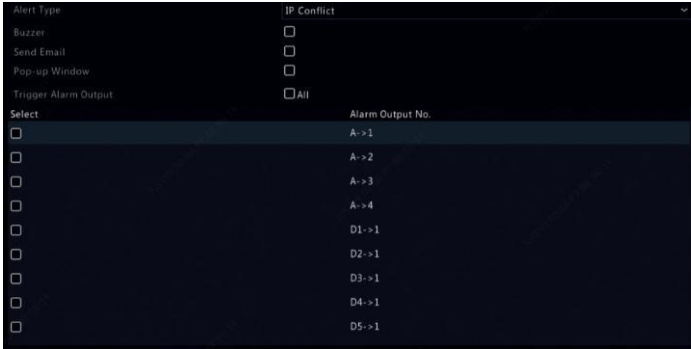 Alert Type IP Conflict
Buzzer
Send Email
Pop-up Window
Trigger Alarm Output All
Select Alarm Output No.
A->1
A->2
A->3
A->4
D1->1
D2->1
D3->1
D4->1
D5->1